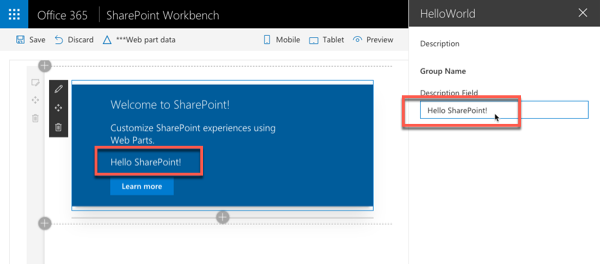 Office 365 SharePoint Workbench
Save Discard ***Web part data Mobile Tablet Preview
Welcome to SharePoint!
Customize SharePoint experiences using
Web Parts.
Hello SharePoint!
Learn more
HelloWorld
Description
Group Name
Description Field
Hello SharePoint!